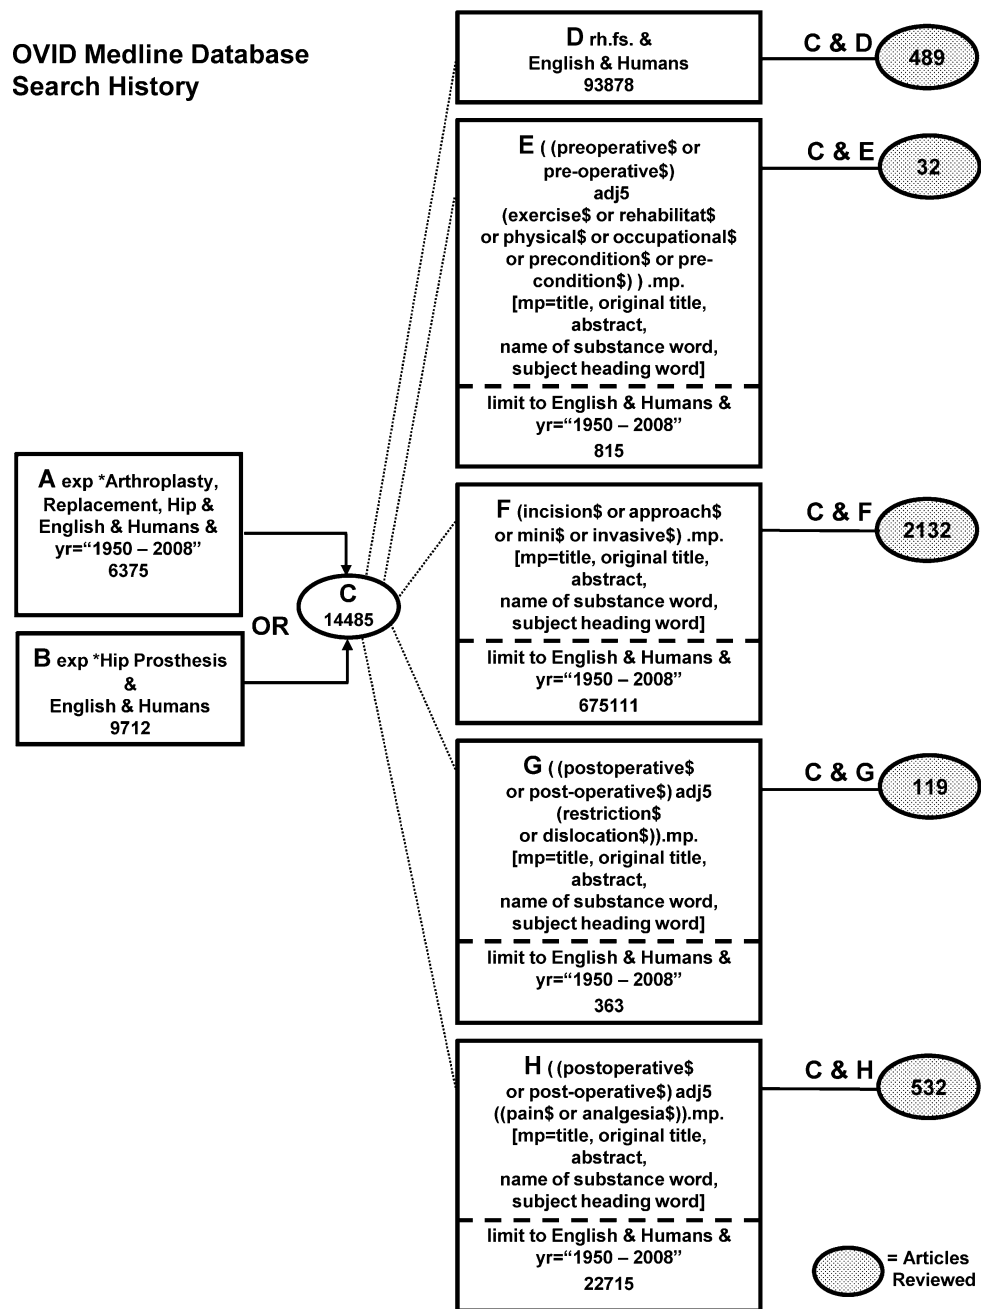 OVID Medline Database
Search History
A exp *Arthroplasty,
Replacement, Hip &
English & Humans &
yr=“1950 – 2008”
6375
B exp *Hip Prosthesis
&
English & Humans
9712
OR
C
14485
D rh.fs. &
English & Humans
93878
C & D
489
E ( (preoperative$ or
pre-operative$)
adj5
(exercise$ or rehabilitat$
or physical$ or occupational$
or precondition$ or pre-
condition$) ) .mp.
[mp=title, original title,
abstract,
name of substance word,
subject heading word]
limit to English & Humans &
yr=“1950 – 2008”
815
C & E
32
F (incision$ or approach$
or mini$ or invasive$) .mp.
[mp=title, original title,
abstract,
name of substance word,
subject heading word]
limit to English & Humans &
yr=“1950 – 2008”
675111
C & F
2132
G ( (postoperative$
or post-operative$) adj5
(restriction$
or dislocation$)).mp.
[mp=title, original title,
abstract,
name of substance word,
subject heading word]
limit to English & Humans &
yr=“1950 – 2008”
363
C & G
119
H ( (postoperative$
or post-operative$) adj5
((pain$ or analgesia$)).mp.
[mp=title, original title,
abstract,
name of substance word,
subject heading word]
limit to English & Humans &
yr=“1950 – 2008”
22715
C & H
532
= Articles
Reviewed